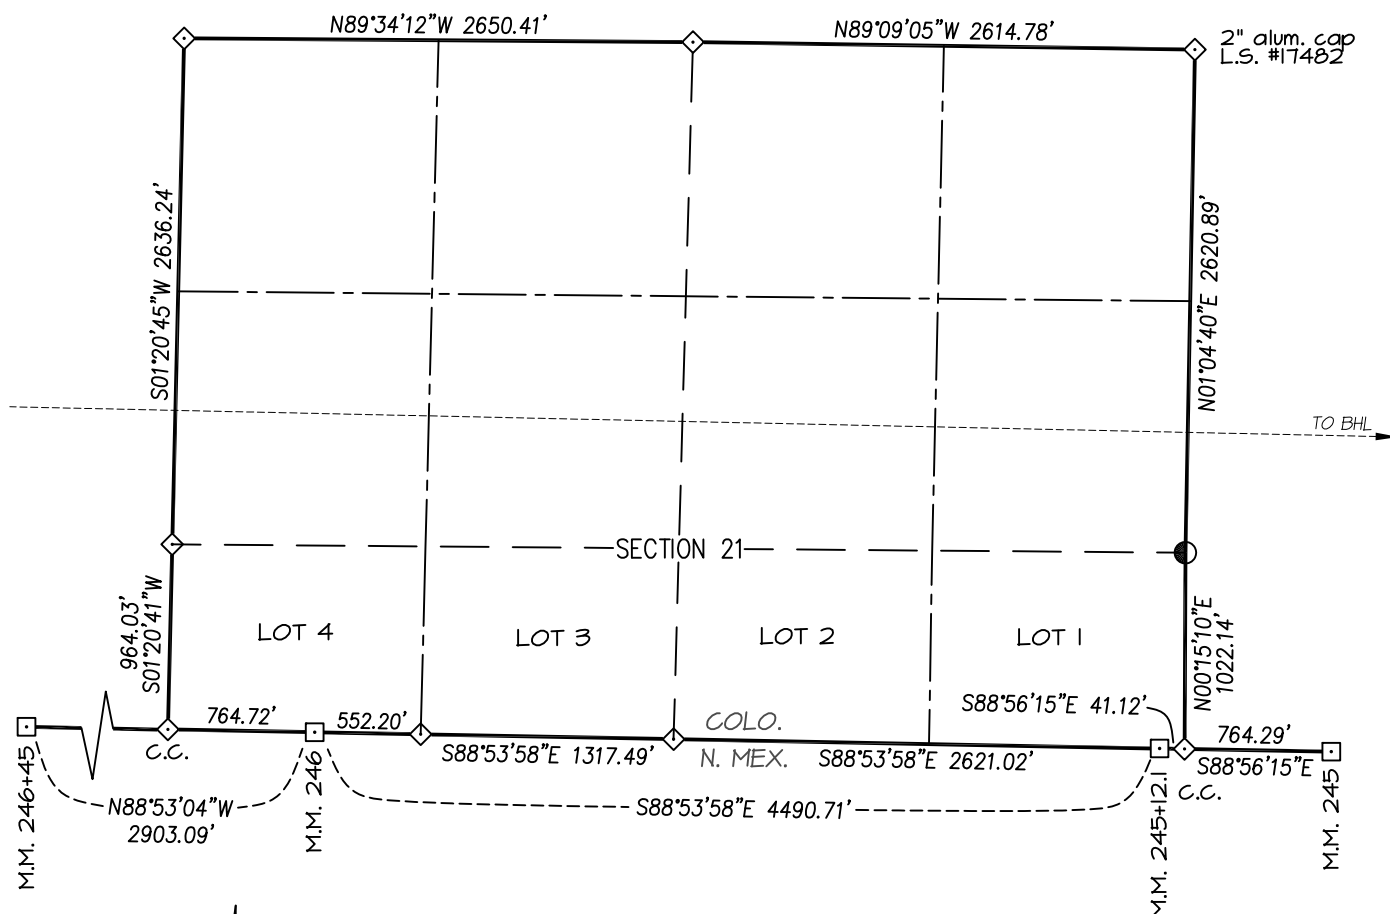 N89°34'12"W 2650.41'
N89°09'05"W 2614.78'
2" alum. cap
L.S. #17482
S01°20'45"W 2636.24'
N01°04'40"E 2620.89'
TO BHL
SECTION 21
964.03'
S01°20'41"W
LOT 4
LOT 3
LOT 2
LOT 1
N00°15'10"E
1022.14'
S88°56'15"E 41.12'
764.72'
552.20'
COLO.
N. MEX.
C.C.
S88°53'58"E 1317.49'
S88°53'58"E 2621.02'
764.29'
S88°56'15"E
C.C.
M.M. 246+45
N88°53'04"W
2903.09'
M.M. 246
S88°53'58"E 4490.71'
M.M. 245+12.1
M.M. 245